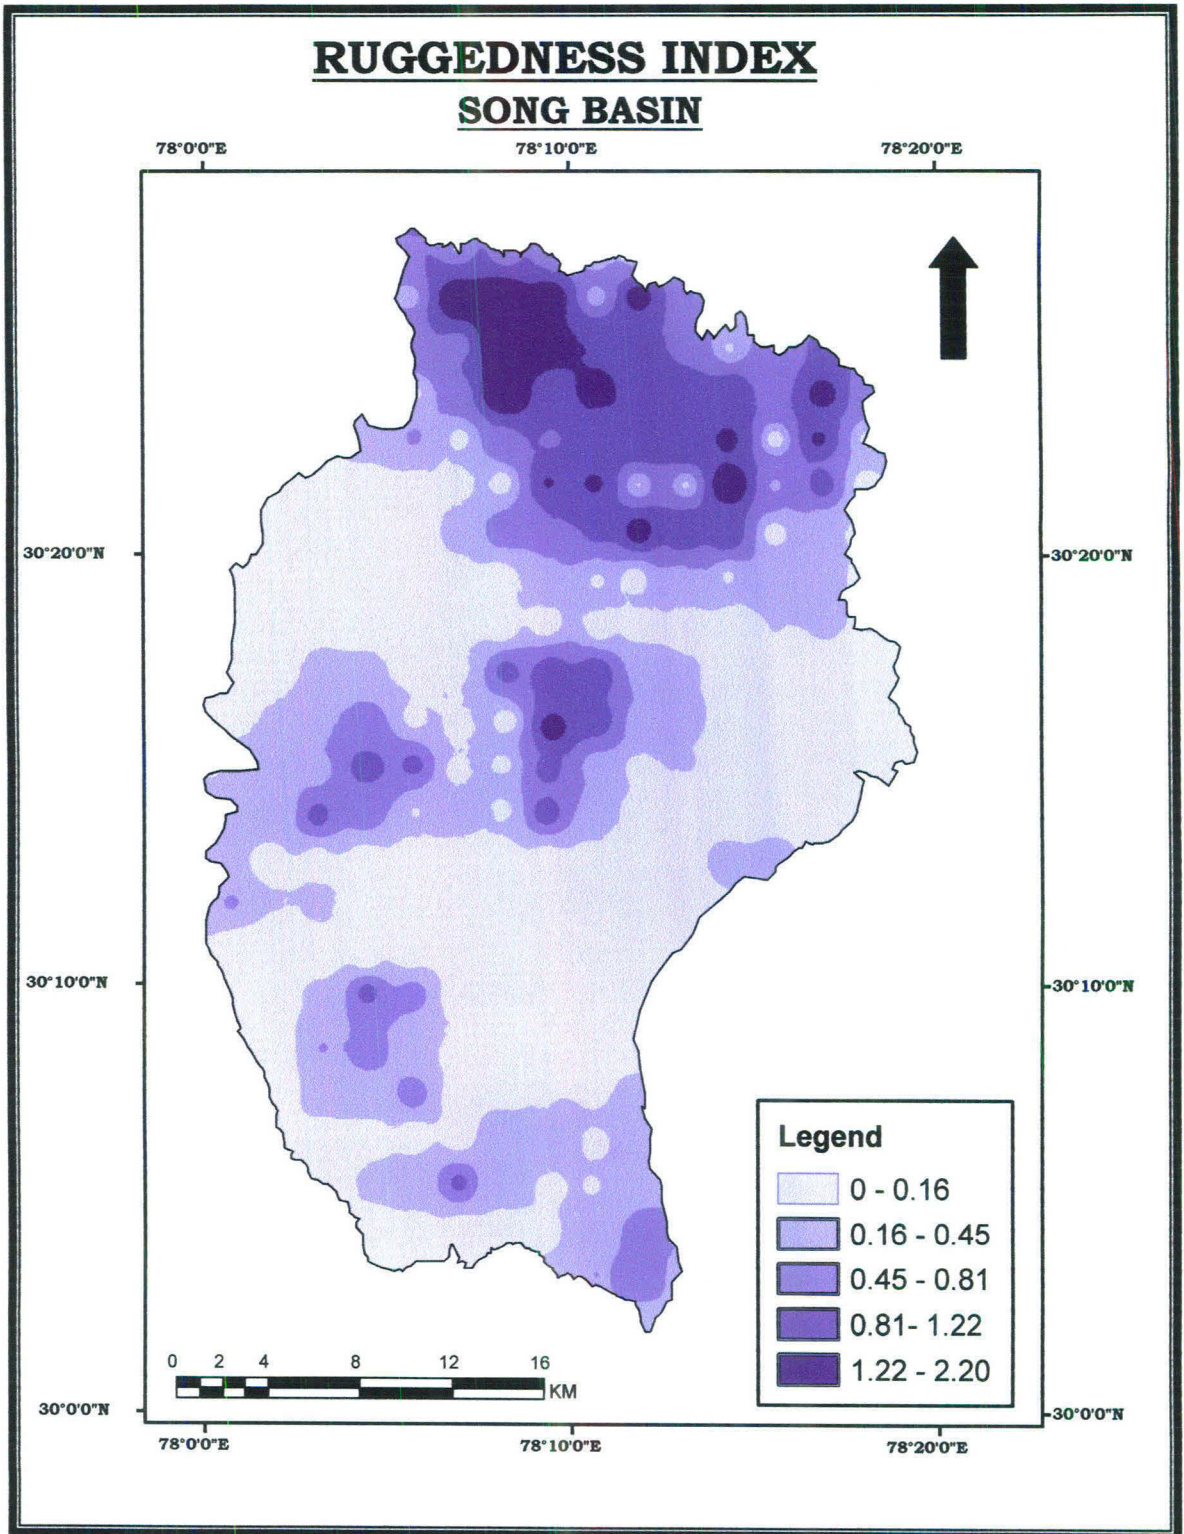 RUGGEDNESS INDEX
SONG BASIN
78°0'0"E 78°10'0"E 78°20'0"E
30°20'0"N 30°20'0"N
30°10'0"N 30°10'0"N
Legend
0 - 0.16
0.16 - 0.45
0.45 - 0.81
0.81- 1.22
1.22 - 2.20
0 2 4 8 12 16
KM
30°0'0"N 30°0'0"N
78°0'0"E 78°10'0"E 78°20'0"E